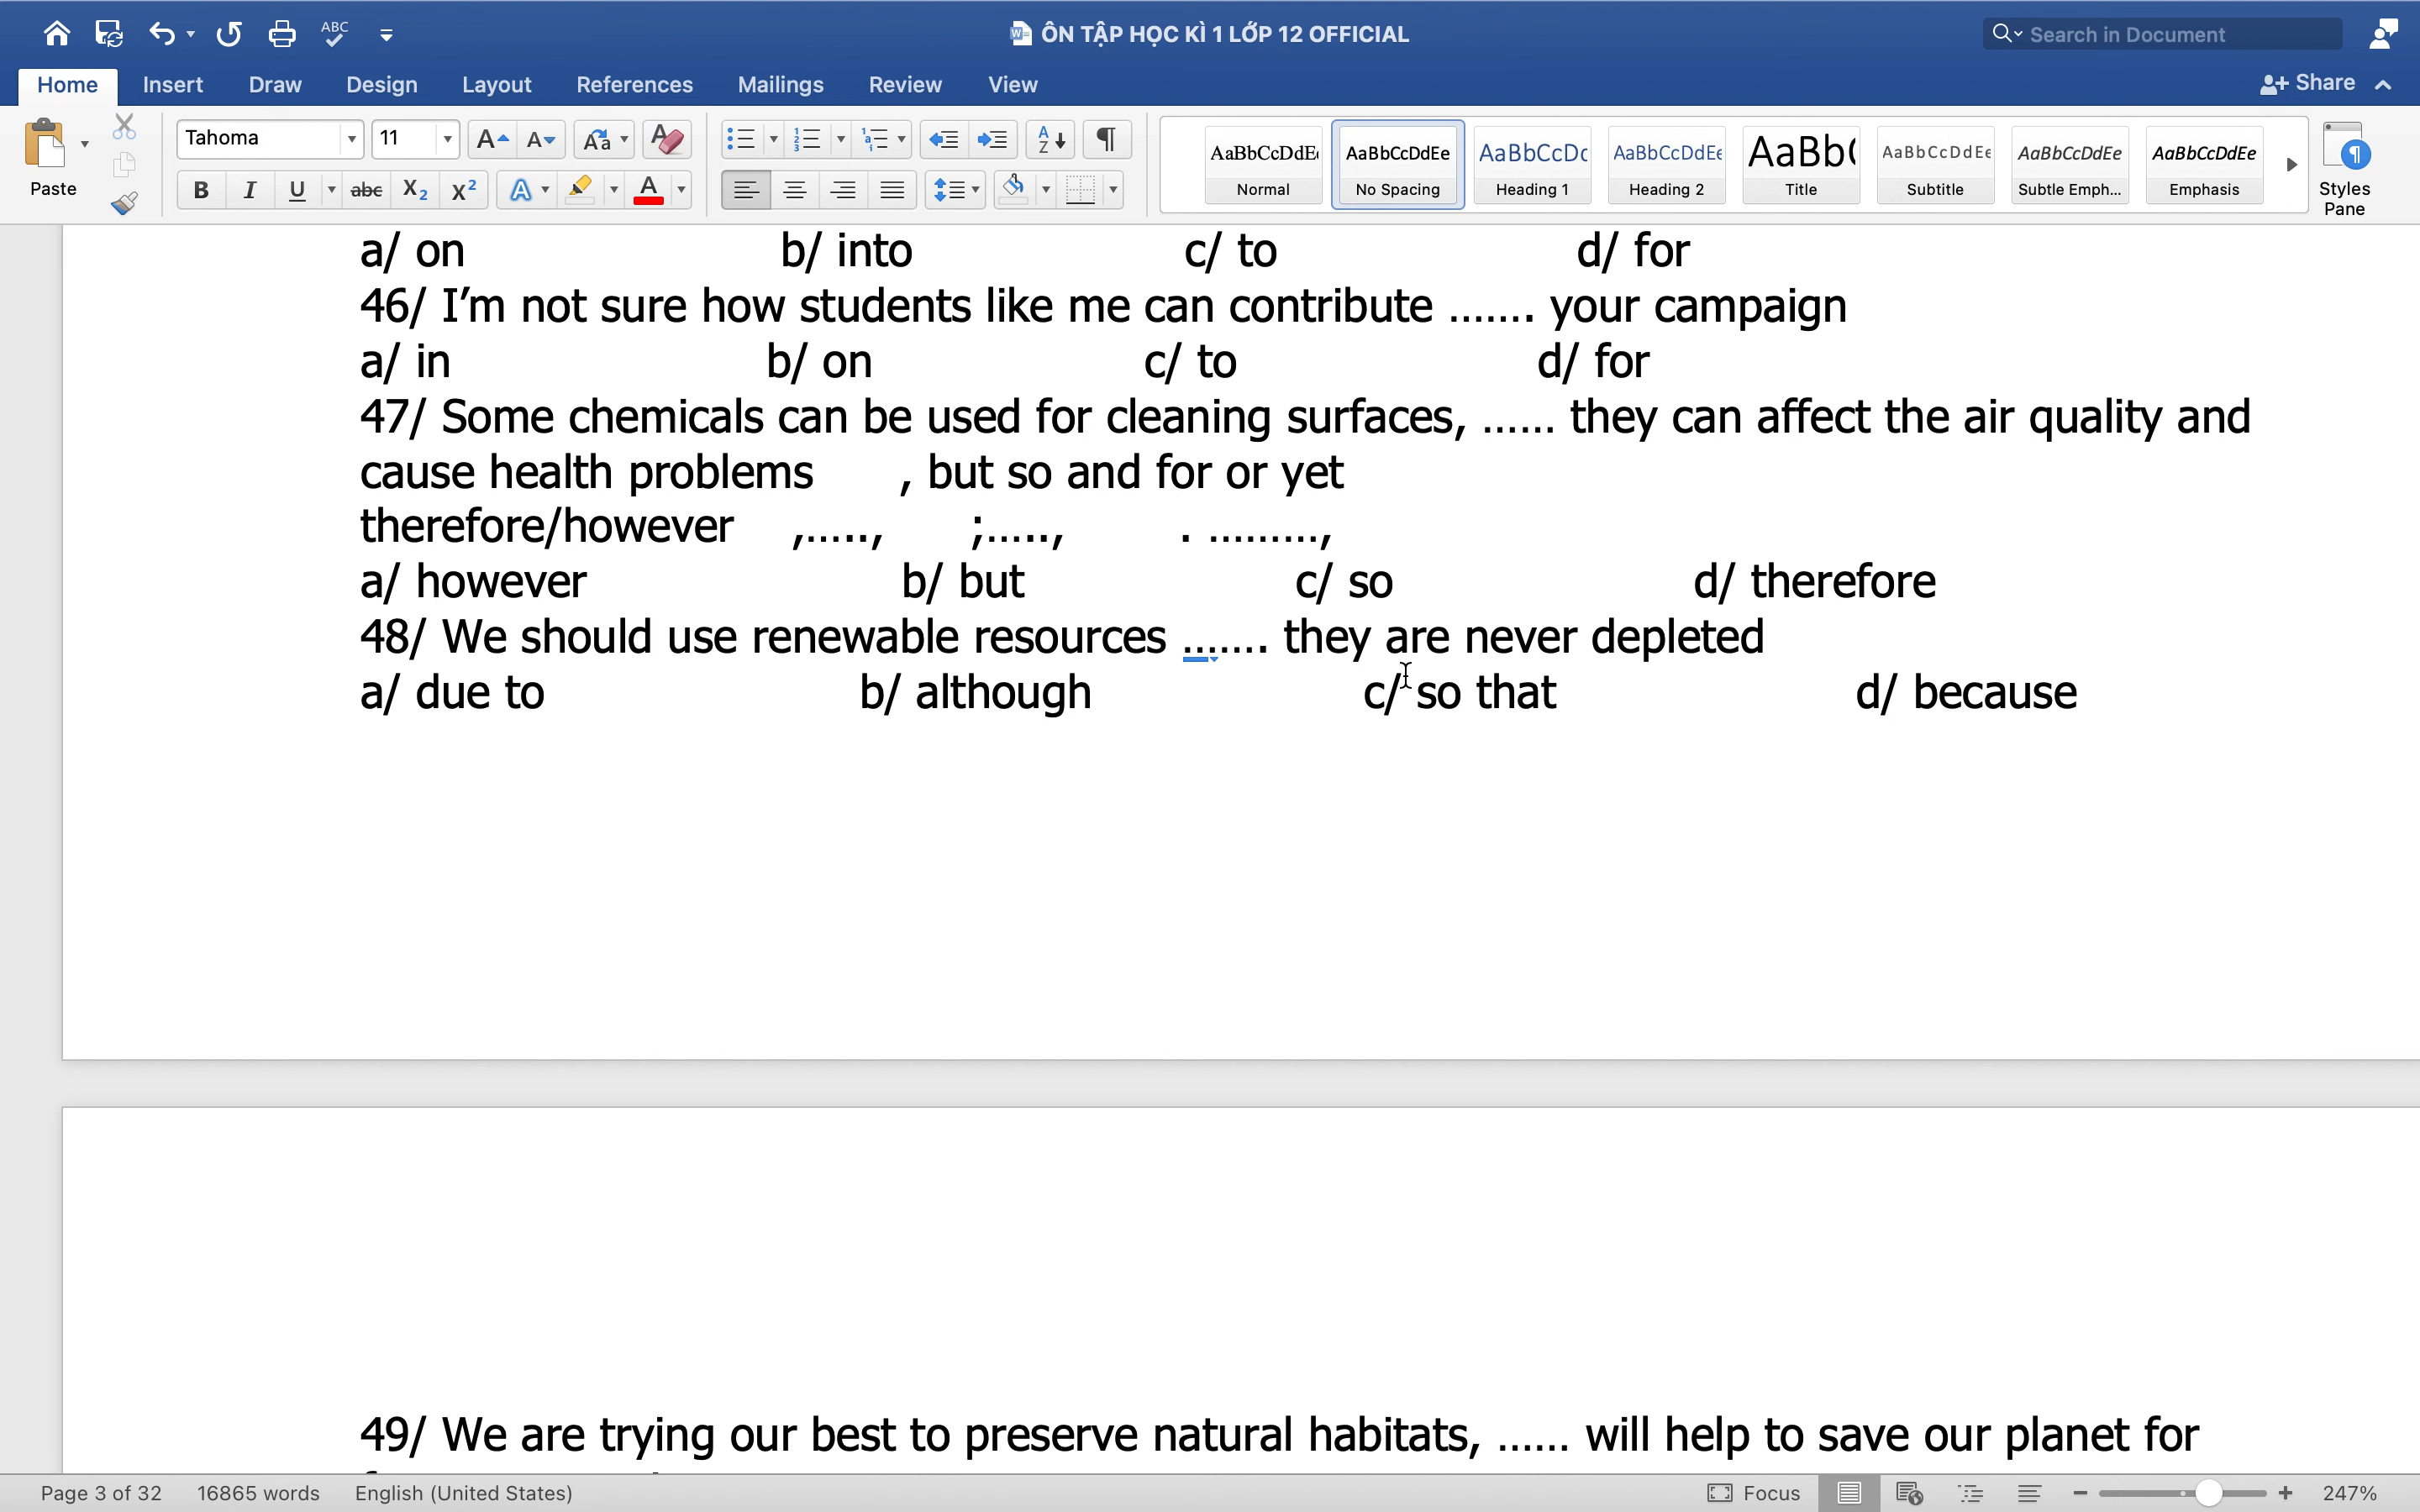 ABC
ÔN TẬP HỌC KÌ 1 LỚP 12 OFFICIAL
Search in Document
Home Insert Draw Design Layout References Mailings Review View
Share
Tahoma 11
Paste
AaBbCcDdEe AaBbCcDdEe AaBbCcDc AaBbCcDdEe AaBb( AaBbCcDdEe AaBbCcDdEe AaBbCcDdEe
Normal No Spacing Heading 1 Heading 2 Title Subtitle Subtle Emph... Emphasis
Styles
Pane
a/ on b/ into c/ to d/ for
46/ I’m not sure how students like me can contribute ....... your campaign
a/ in b/ on c/ to d/ for
47/ Some chemicals can be used for cleaning surfaces, ...... they can affect the air quality and
cause health problems , but so and for or yet
therefore/however ,....., ;....., . .........,
a/ however b/ but c/ so d/ therefore
48/ We should use renewable resources ....... they are never depleted
a/ due to b/ although c/ so that d/ because
49/ We are trying our best to preserve natural habitats, ...... will help to save our planet for
Page 3 of 32 16865 words English (United States) Focus 247%